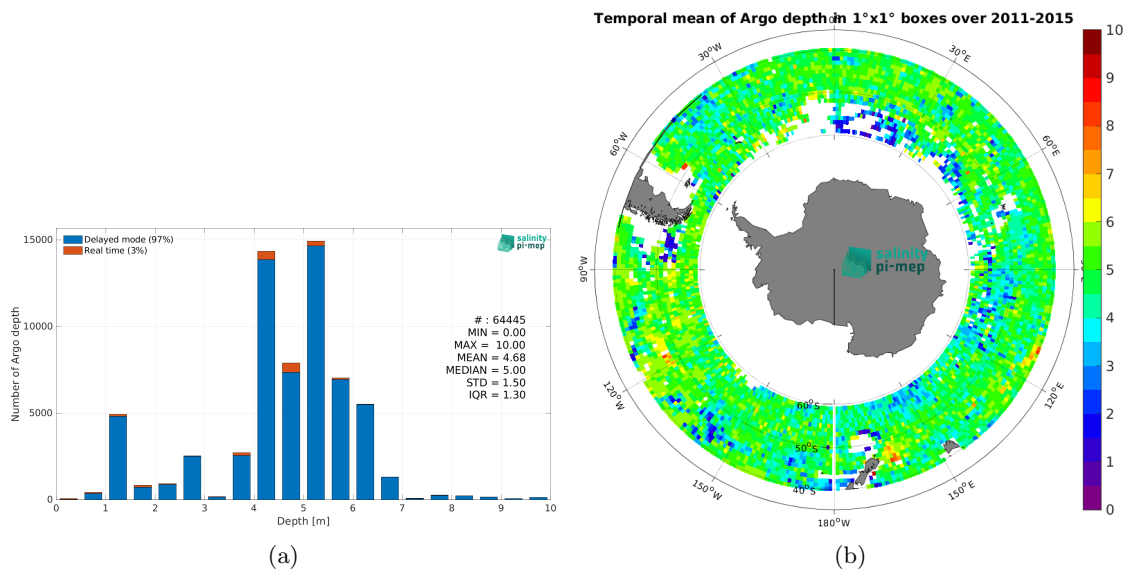 Delayed mode (97%)
Real time (3%)
salinity
pi-mep
# : 64445
MIN = 0.00
MAX = 10.00
MEAN = 4.68
MEDIAN = 5.00
STD = 1.50
IQR = 1.30
Number of Argo depth
15000
10000
5000
0
0 1 2 3 4 5 6 7 8 9 10
Depth [m]
(a)
Temporal mean of Argo depth in 1°x1° boxes over 2011-2015
30°W
30°E
60°W
60°E
90°W
120°W
120°E
150°W
150°E
180°W
60°S
50°S
40°S
salinity
pi-mep
10
9
8
7
6
5
4
3
2
1
0
(b)